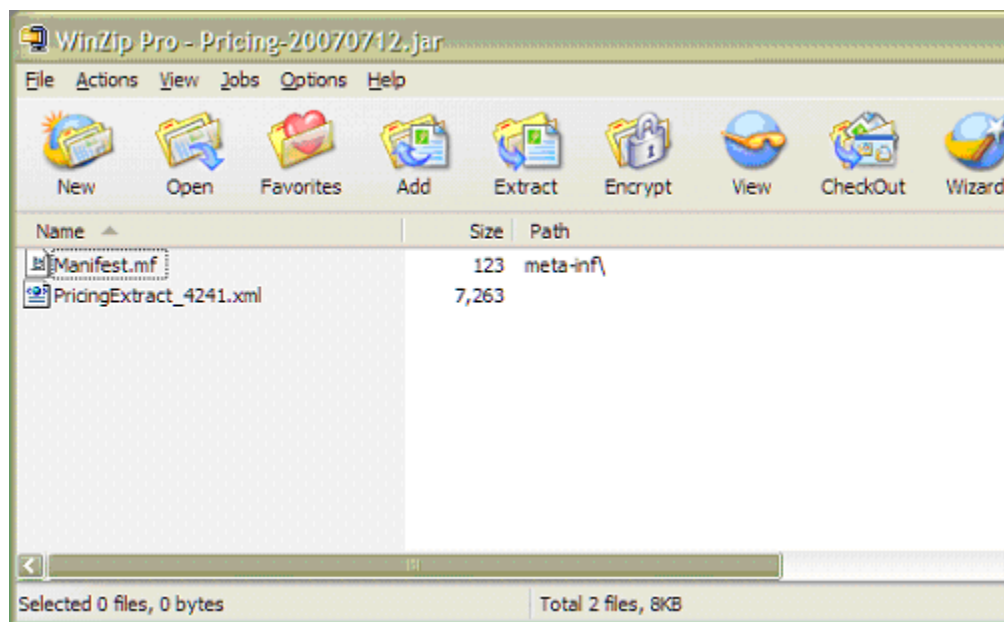 WinZip Pro - Pricing-20070712.jar
File Actions View Jobs Options Help
New Open Favorites Add Extract Encrypt View CheckOut Wizard
Name Size Path
Manifest.mf 123 meta-inf\
PricingExtract_4241.xml 7,263
Selected 0 files, 0 bytes Total 2 files, 8KB